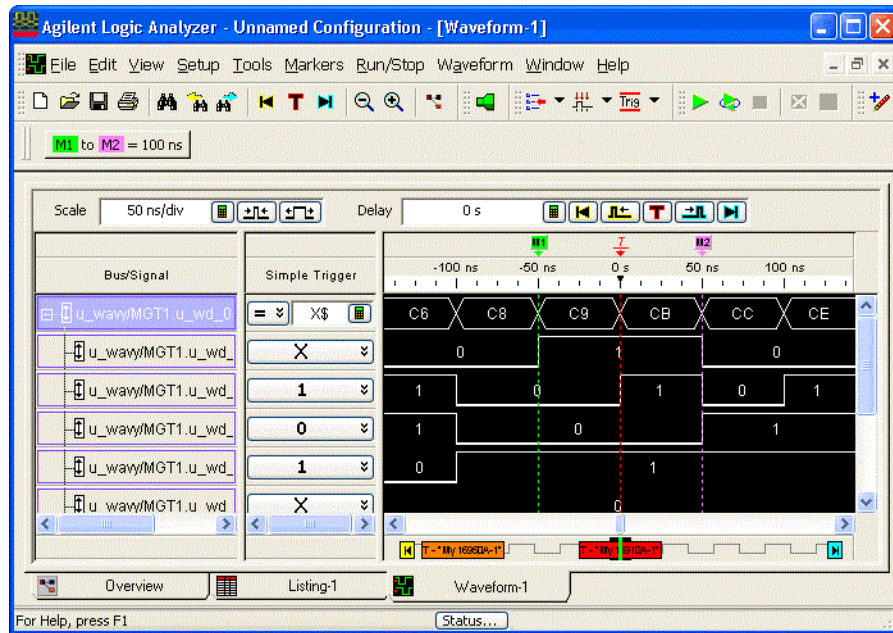 Agilent Logic Analyzer - Unnamed Configuration - [Waveform-1]
File Edit View Setup Tools Markers Run/Stop Waveform Window Help
T Trig
M1 to M2 = 100 ns
Scale 50 ns/div Delay 0 s T
M1 T M2
Bus/Signal Simple Trigger -100 ns -50 ns 0 s 50 ns 100 ns
u_wavy/MGT1.u_wd_0 = X$ C6 C8 C9 CB CC CE
u_wavy/MGT1.u_wd_ X 0 1 0
u_wavy/MGT1.u_wd_ 1 1 0 1 0 1
u_wavy/MGT1.u_wd_ 0 1 0 1
u_wavy/MGT1.u_wd_ 1 0 1
u_wavy/MGT1.u_wd_ X 0
T - "My 1695DA-1" T - "My
Overview Listing-1 Waveform-1
For Help, press F1 Status...